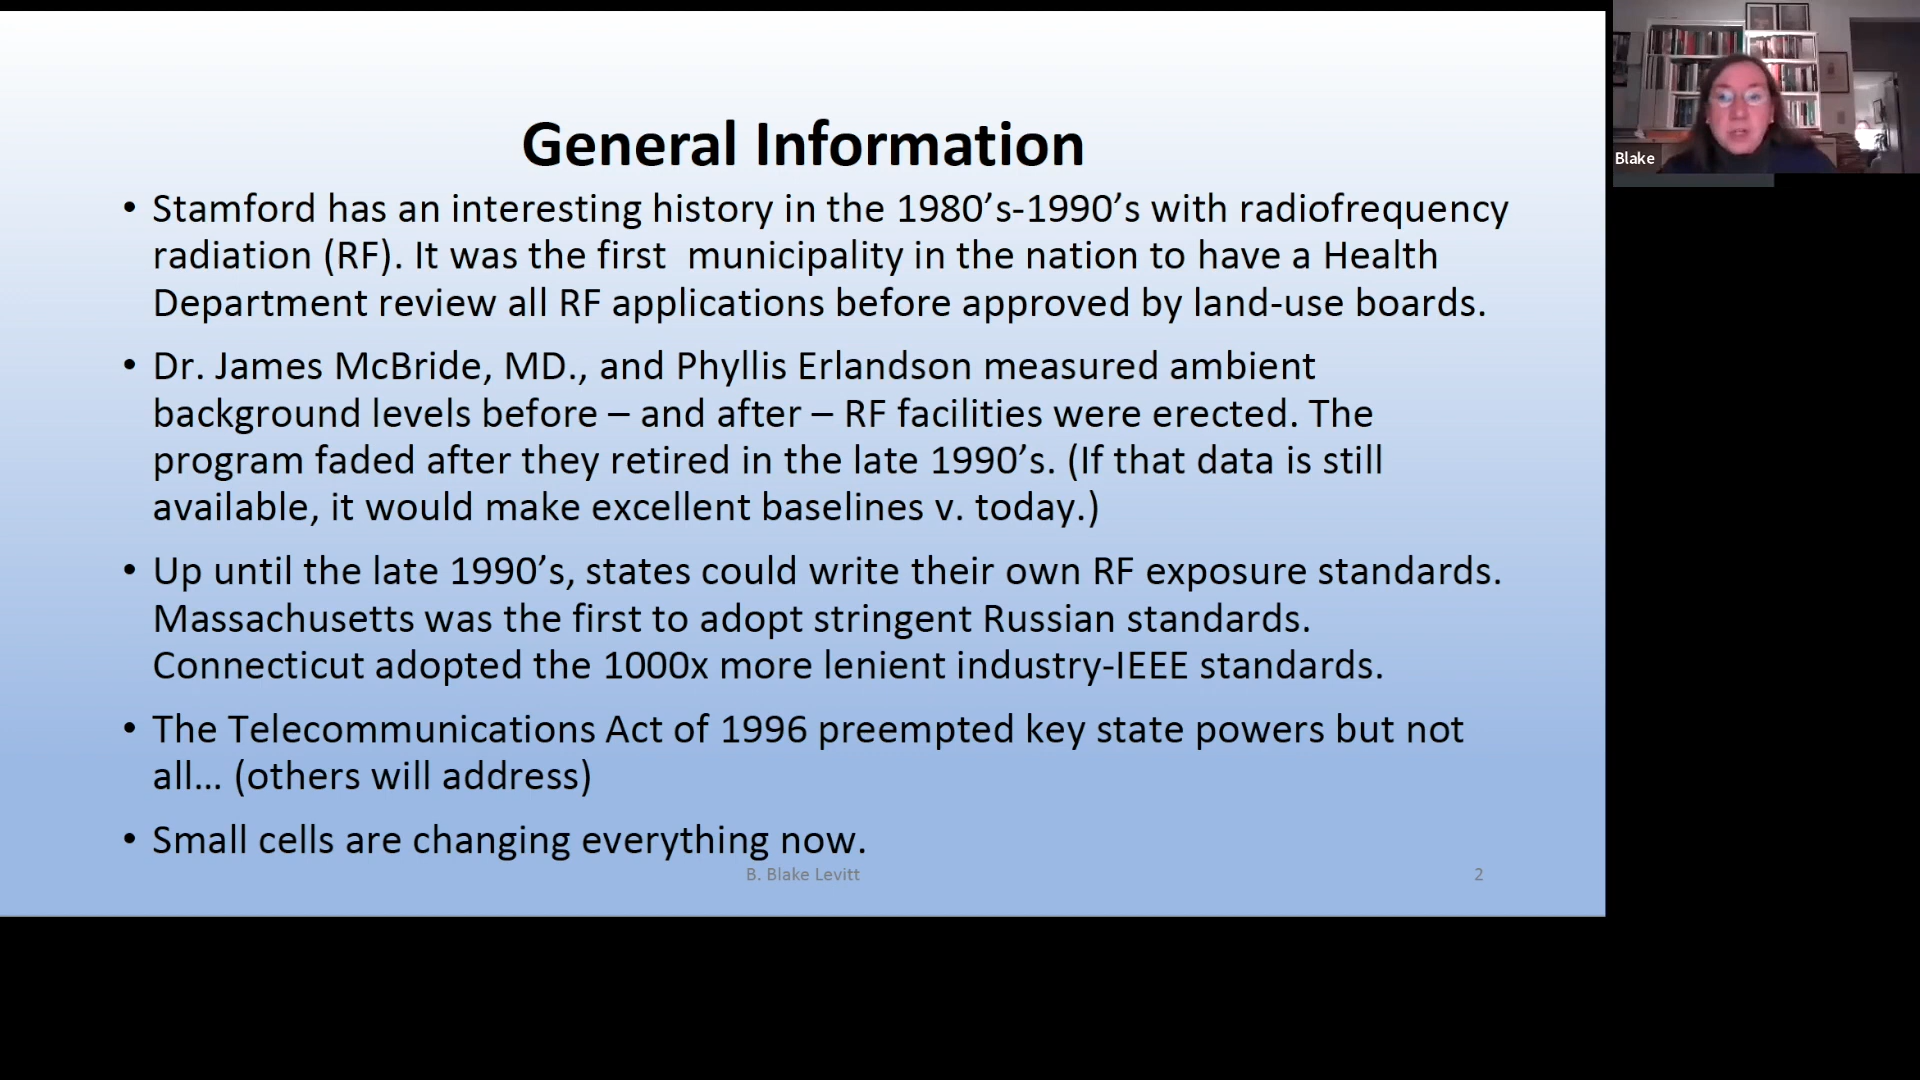 General Information
• Stamford has an interesting history in the 1980’s-1990’s with radiofrequency
radiation (RF). It was the first  municipality in the nation to have a Health
Department review all RF applications before approved by land-use boards.
• Dr. James McBride, MD., and Phyllis Erlandson measured ambient
background levels before – and after – RF facilities were erected. The
program faded after they retired in the late 1990’s. (If that data is still
available, it would make excellent baselines v. today.)
• Up until the late 1990’s, states could write their own RF exposure standards.
Massachusetts was the first to adopt stringent Russian standards.
Connecticut adopted the 1000x more lenient industry-IEEE standards.
• The Telecommunications Act of 1996 preempted key state powers but not
all... (others will address)
• Small cells are changing everything now.
B. Blake Levitt
2
Blake